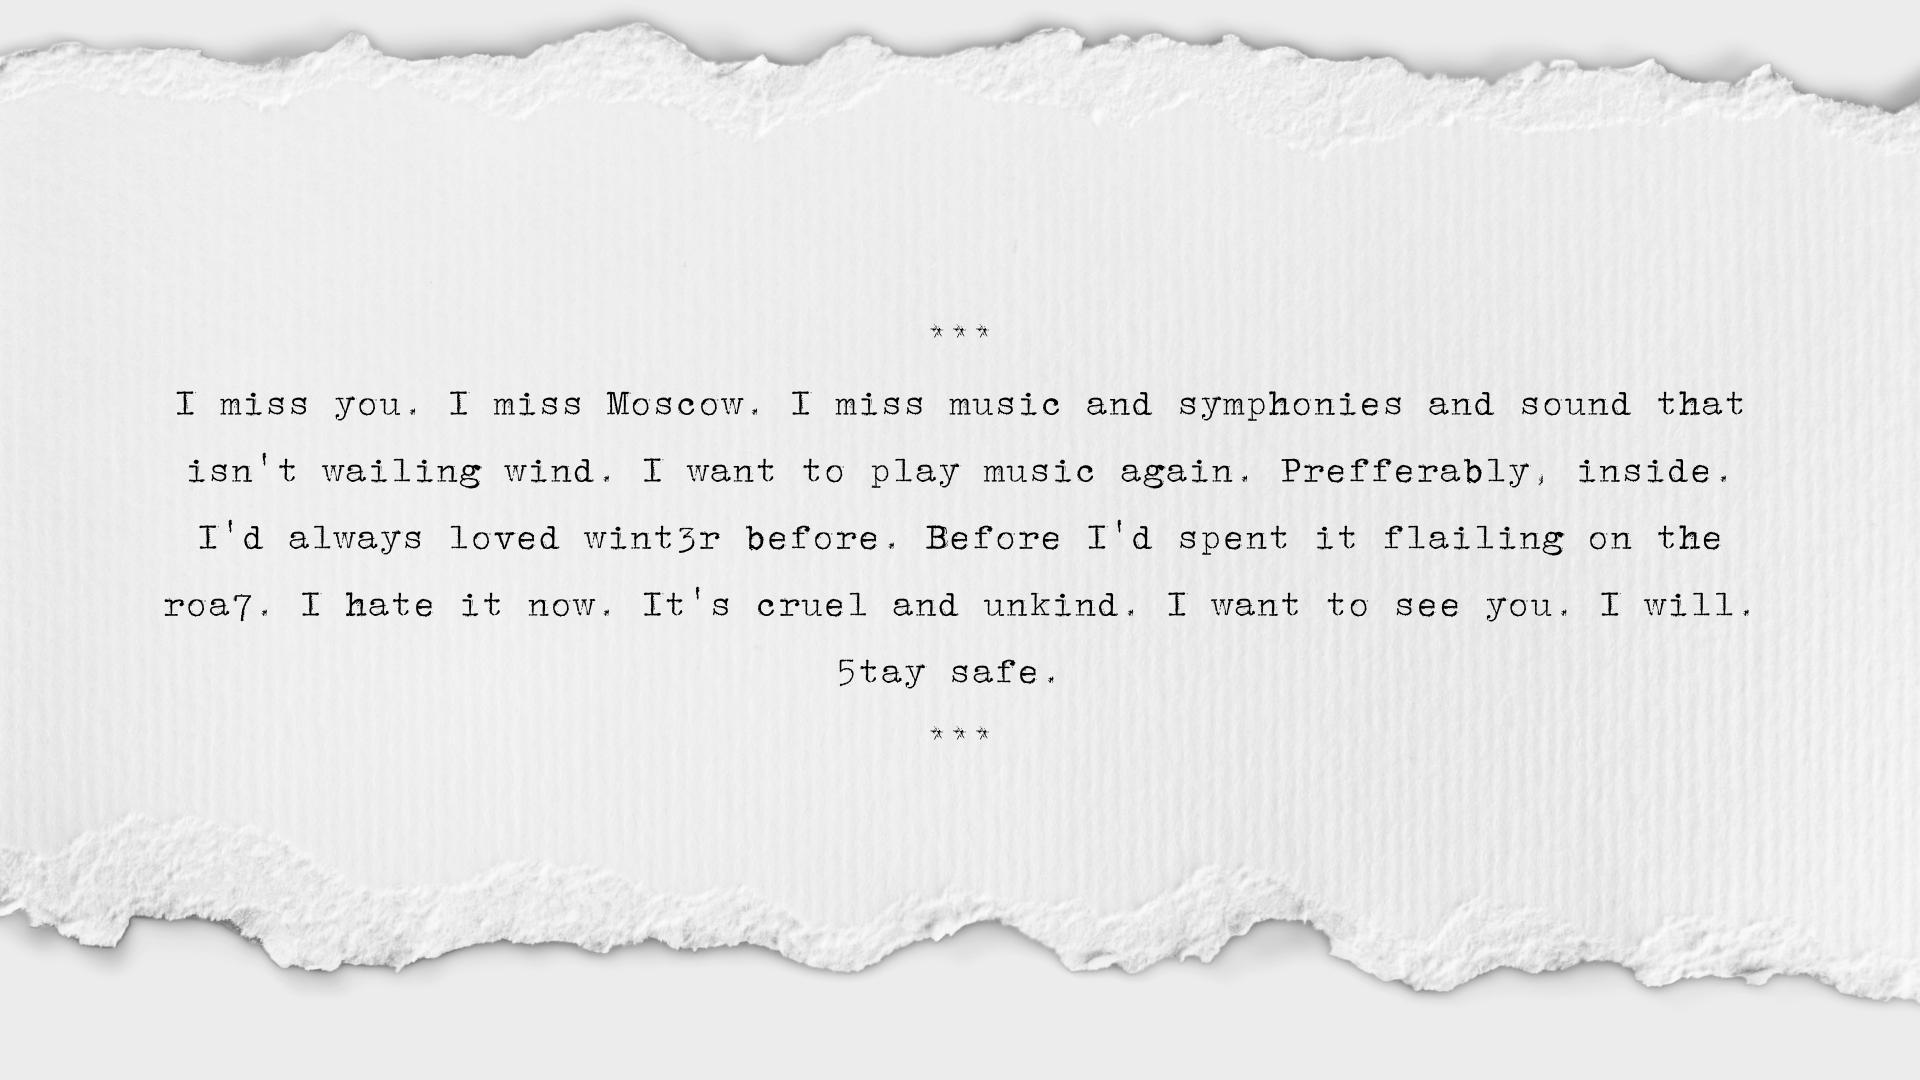 ***
I miss you. I miss Moscow. I miss music and symphonies and sound that
isn't wailing wind. I want to play music again. Prefferably, inside.
I'd always loved wint3r before. Before I'd spent it flailing on the
roa7. I hate it now. It's cruel and unkind. I want to see you. I will.
5tay safe.
***